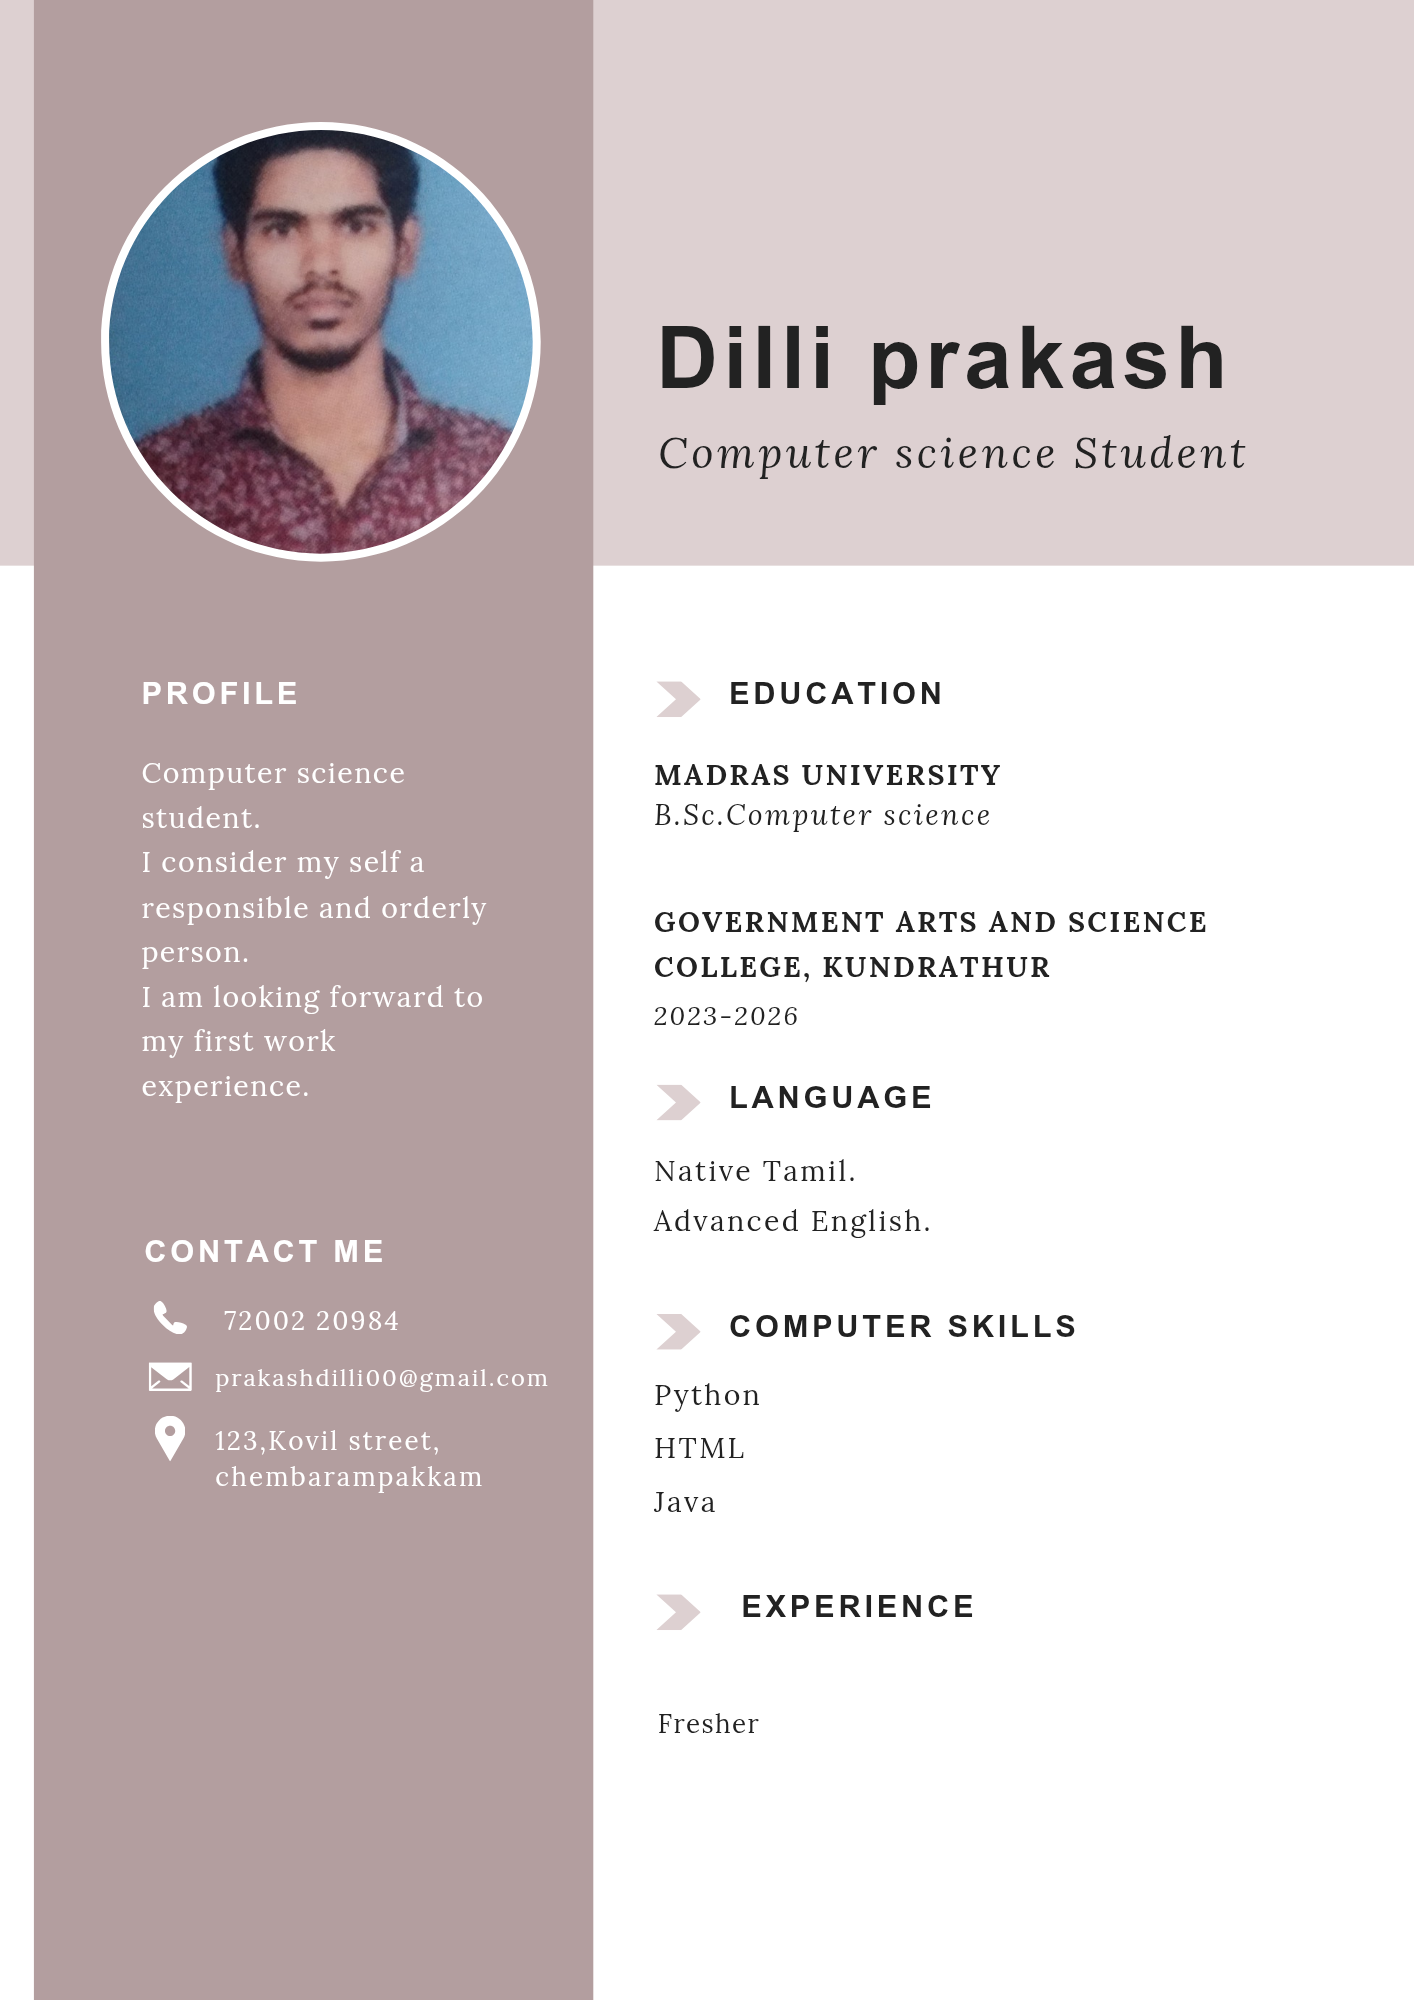 Dilli prakash
Computer science Student
PROFILE
Computer science
student.
I consider my self a
responsible and orderly
person.
I am looking forward to
my first work
experience.
CONTACT ME
72002 20984
prakashdilli00@gmail.com
123,Kovil street,
chembarampakkam
EDUCATION
MADRAS UNIVERSITY
B.Sc.Computer science
GOVERNMENT ARTS AND SCIENCE
COLLEGE, KUNDRATHUR
2023-2026
LANGUAGE
Native Tamil.
Advanced English.
COMPUTER SKILLS
Python
HTML
Java
EXPERIENCE
Fresher